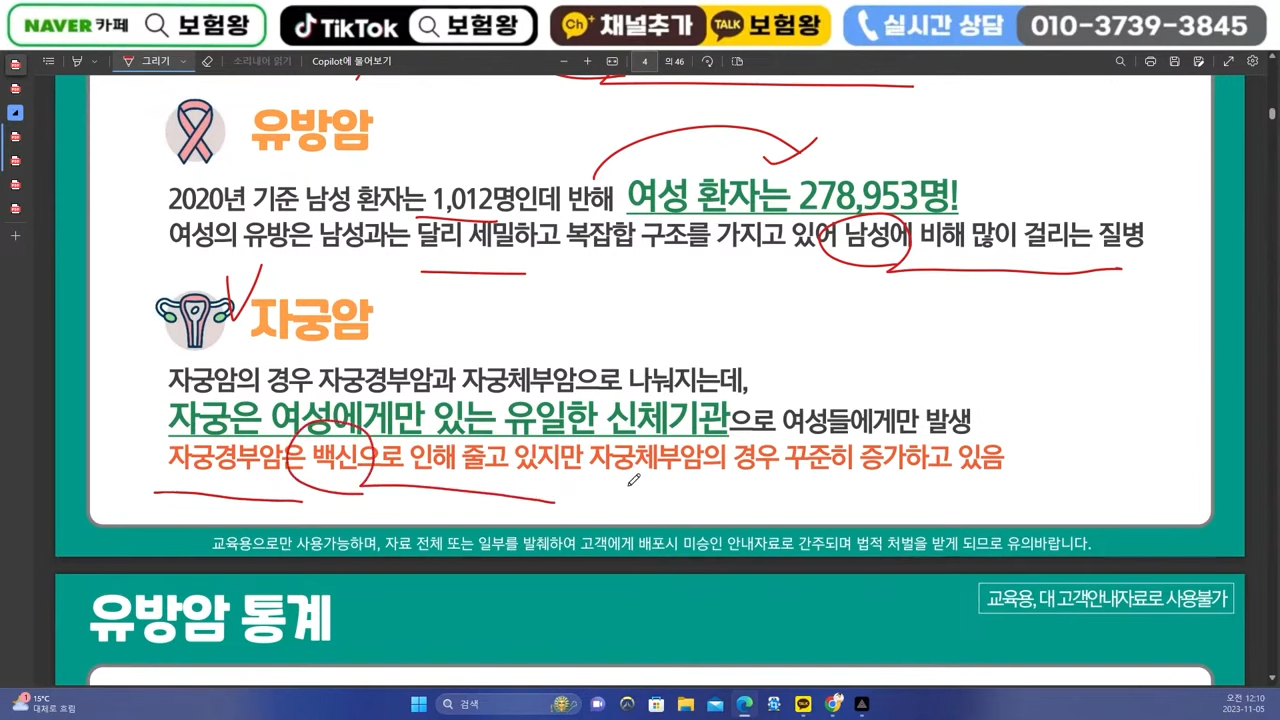 NAVER 카페 보험왕 TikTok 보험왕 Ch+ 채널추가 TALK 보험왕 실시간 상담 010-3739-3845
그리기 소리내어 읽기 Copilot에 물어보기 4 의 46
유방암
2020년 기준 남성 환자는 1,012명인데 반해 여성 환자는 278,953명!
여성의 유방은 남성과는 달리 세밀하고 복잡합 구조를 가지고 있어 남성에 비해 많이 걸리는 질병
자궁암
자궁암의 경우 자궁경부암과 자궁체부암으로 나눠지는데,
자궁은 여성에게만 있는 유일한 신체기관으로 여성들에게만 발생
자궁경부암은 백신으로 인해 줄고 있지만 자궁체부암의 경우 꾸준히 증가하고 있음
교육용으로만 사용가능하며, 자료 전체 또는 일부를 발췌하여 고객에게 배포시 미승인 안내자료로 간주되며 법적 처벌을 받게 되므로 유의바랍니다.
유방암 통계
교육용, 대 고객안내자료로 사용불가
1 15°C
대체로 흐림
검색
오전 12:10
2023-11-05